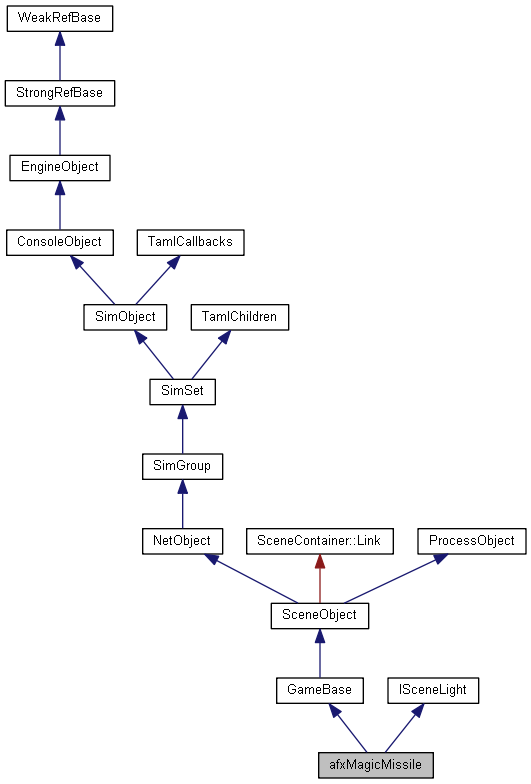 WeakRefBase
StrongRefBase
EngineObject
ConsoleObject TamlCallbacks
SimObject TamlChildren
SimSet
SimGroup
NetObject SceneContainer::Link ProcessObject
SceneObject
GameBase ISceneLight
afxMagicMissile